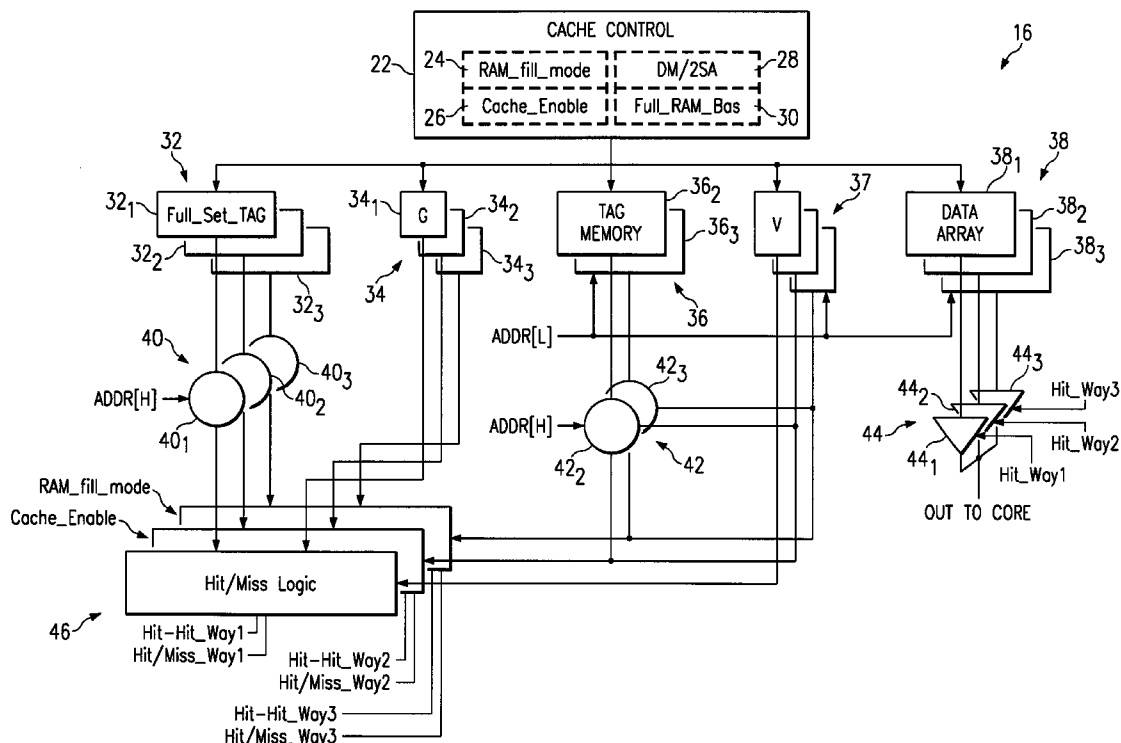 CACHE CONTROL
16
22
24
RAM_fill_mode
DM/2SA
28
26
Cache_Enable
Full_RAM_Bas
30
32
38
32₁
Full_Set_TAG
32₂
32₃
34₁
G
34₂
34₃
34
TAG
MEMORY
36₂
36₃
36
V
37
38₁
DATA
ARRAY
38₂
38₃
ADDR[L]
40
40₃
40₂
ADDR[H]
40₁
42₃
ADDR[H]
42₂
42
44₃
44₂
Hit_Way3
44
44₁
Hit_Way2
Hit_Way1
OUT TO CORE
RAM_fill_mode
Cache_Enable
Hit/Miss Logic
46
Hit-Hit_Way1
Hit/Miss_Way1
Hit-Hit_Way2
Hit/Miss_Way2
Hit-Hit_Way3
Hit/Miss_Way3